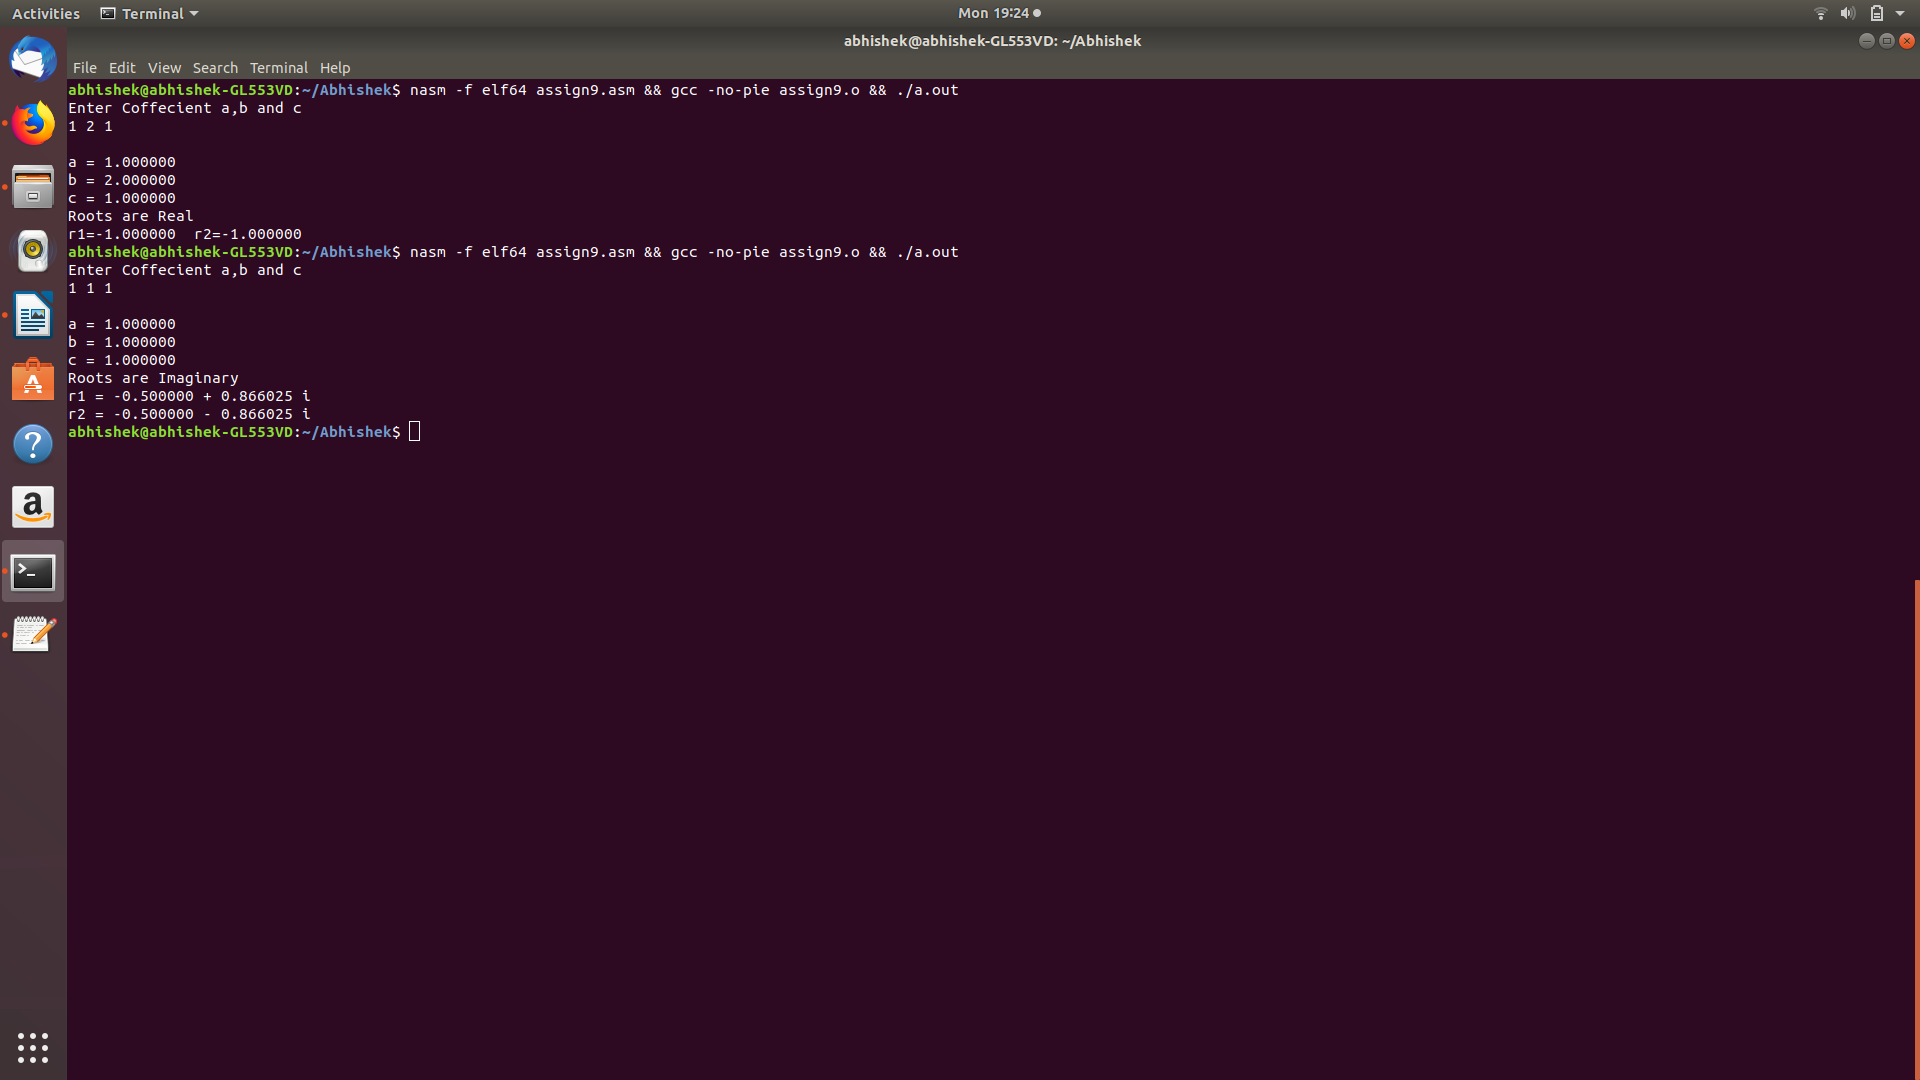 Activities Terminal Mon 19:24
abhishek@abhishek-GL553VD: ~/Abhishek
File Edit View Search Terminal Help
abhishek@abhishek-GL553VD:~/Abhishek$ nasm -f elf64 assign9.asm && gcc -no-pie assign9.o && ./a.out
Enter Coffecient a,b and c
1 2 1
a = 1.000000
b = 2.000000
c = 1.000000
Roots are Real
r1=-1.000000  r2=-1.000000
abhishek@abhishek-GL553VD:~/Abhishek$ nasm -f elf64 assign9.asm && gcc -no-pie assign9.o && ./a.out
Enter Coffecient a,b and c
1 1 1
a = 1.000000
b = 1.000000
c = 1.000000
Roots are Imaginary
r1 = -0.500000 + 0.866025 i
r2 = -0.500000 - 0.866025 i
abhishek@abhishek-GL553VD:~/Abhishek$